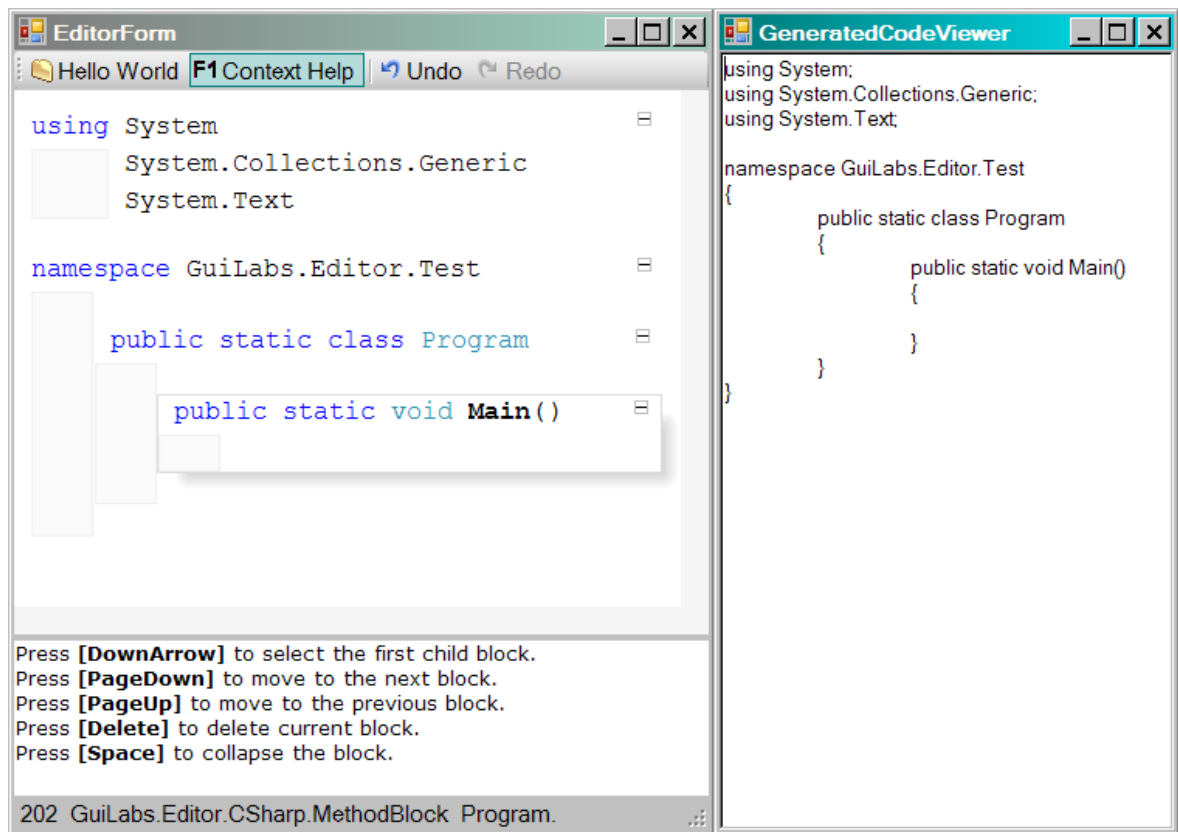 EditorForm
Hello World F1 Context Help Undo Redo
using System
System.Collections.Generic
System.Text
namespace GuiLabs.Editor.Test
public static class Program
public static void Main()
Press [DownArrow] to select the first child block.
Press [PageDown] to move to the next block.
Press [PageUp] to move to the previous block.
Press [Delete] to delete current block.
Press [Space] to collapse the block.
202 GuiLabs.Editor.CSharp.MethodBlock Program.
GeneratedCodeViewer
using System;
using System.Collections.Generic;
using System.Text;
namespace GuiLabs.Editor.Test
{
public static class Program
{
public static void Main()
{
}
}
}